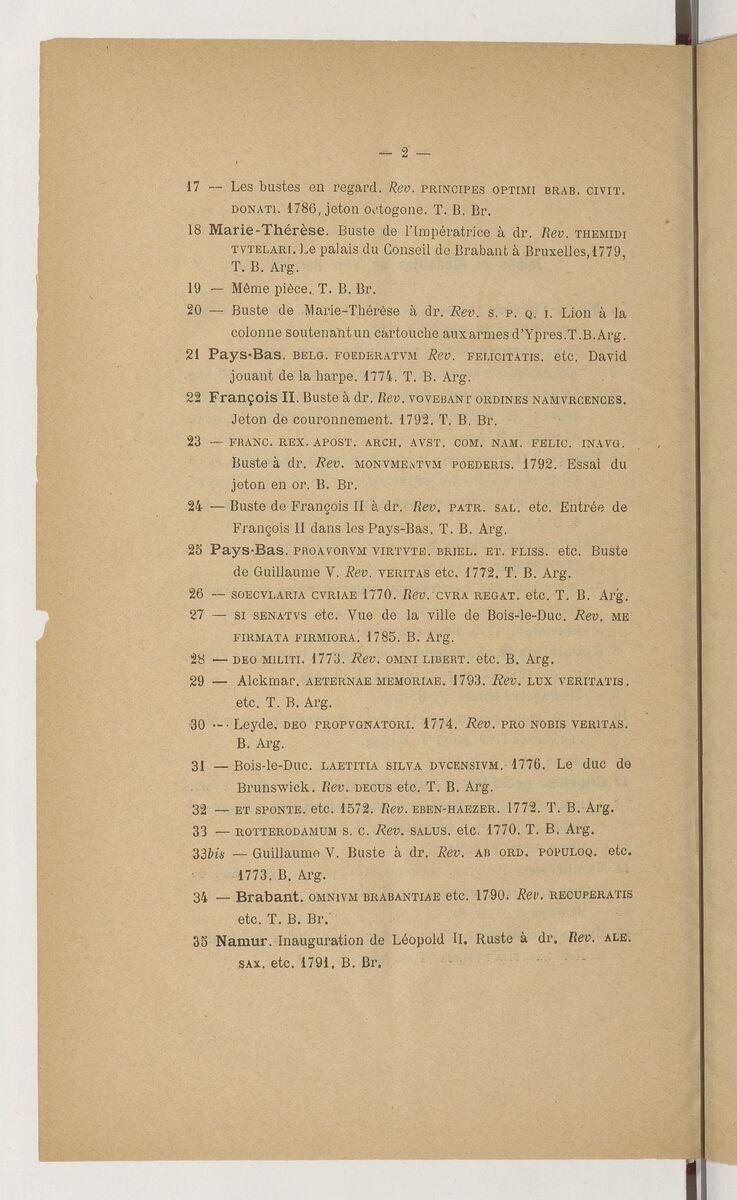 — 2 —
17 — Les bustes en regard. Rev. PRINCIPES OPTIMI BRAB. CIVIT.
DONATI. 1786, jeton octogone. T. B. Br.
18 Marie-Thérèse. Buste de l'Impératrice à dr. Rev. THEMIDI
TVTELARI. Le palais du Conseil de Brabant à Bruxelles, 1779,
T. B. Arg.
19 — Même pièce. T. B. Br.
20 — Buste de Marie-Thérèse à dr. Rev. S. P. Q. I. Lion à la
colonne soutenant un cartouche aux armes d'Ypres. T. B. Arg.
21 Pays-Bas. BELG. FOEDERATVM Rev. FELICITATIS. etc. David
jouant de la harpe. 1774. T. B. Arg.
22 François II. Buste à dr. Rev. VOVEBANT ORDINES NAMVRCENCES.
Jeton de couronnement. 1792. T. B. Br.
23 — FRANC. REX. APOST. ARCH. AVST. COM. NAM. FELIC. INAVG.
Buste à dr. Rev. MONVMENTVM POEDERIS. 1792. Essai du
jeton en or. B. Br.
24 — Buste de François II à dr. Rev. PATR. SAL. etc. Entrée de
François II dans les Pays-Bas. T. B. Arg.
25 Pays-Bas. PROAVORVM VIRTVTE. BRIEL. ET. FLISS. etc. Buste
de Guillaume V. Rev. VERITAS etc. 1772. T. B. Arg.
26 — SOECVLARIA CVRIAE 1770. Rev. CVRA REGAT. etc. T. B. Arg.
27 — SI SENATVS etc. Vue de la ville de Bois-le-Duc. Rev. ME
FIRMATA FIRMIORA. 1785. B. Arg.
28 — DEO MILITI. 1773. Rev. OMNI LIBERT. etc. B. Arg.
29 — Alckmar. AETERNAE MEMORIAE. 1793. Rev. LUX VERITATIS.
etc. T. B. Arg.
30 — Leyde. DEO PROPVGNATORI. 1774. Rev. PRO NOBIS VERITAS.
B. Arg.
31 — Bois-le-Duc. LAETITIA SILVA DVCENSIVM. 1776. Le duc de
Brunswick. Rev. DECUS etc. T. B. Arg.
32 — ET SPONTE. etc. 1572. Rev. EBEN-HAEZER. 1772. T. B. Arg.
33 — ROTTERODAMUM S. C. Rev. SALUS. etc. 1770. T. B. Arg.
33bis — Guillaume V. Buste à dr. Rev. AB ORD. POPULOQ. etc.
1773. B. Arg.
34 — Brabant. OMNIVM BRABANTIAE etc. 1790. Rev. RECUPERATIS
etc. T. B. Br.
35 Namur. Inauguration de Léopold II. Ruste à dr. Rev. ALE.
SAX. etc. 1791. B. Br.